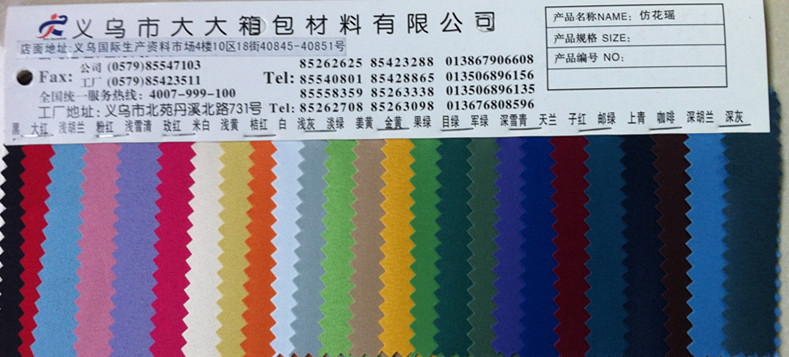 义乌市大大箱包材料有限公司
店面地址:义乌国际生产资料市场4楼10区18街40845-40851号
Fax: 公司 (0579)85547103
工厂 (0579)85423511
全国统一服务热线: 4007-999-100
工厂地址: 义乌市北苑丹溪北路731号
Tel: 85262625 85423288 013867906608
85540801 85428865 013506896156
85558359 85263338 013506896135
Tel: 85262708 85263098 013676808596
产品名称NAME: 仿花瑶
产品规格 SIZE:
产品编号 NO:
黑 大红 浅胡兰 粉红 浅雪清 玫红 米白 浅黄 桔红 白 浅灰 淡绿 姜黄 金黄 果绿 目绿 军绿 深雪青 天兰 子红 邮绿 上青 咖啡 深胡兰 深灰